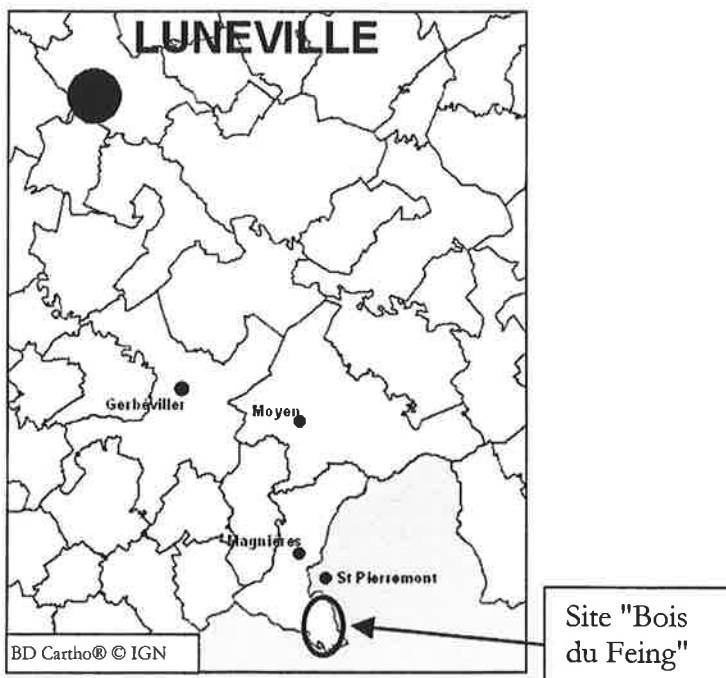 LUNEVILLE
Gerbéviller
Moyen
Magnières
St Pierremont
Site "Bois
du Feing"
BD Cartho® © IGN